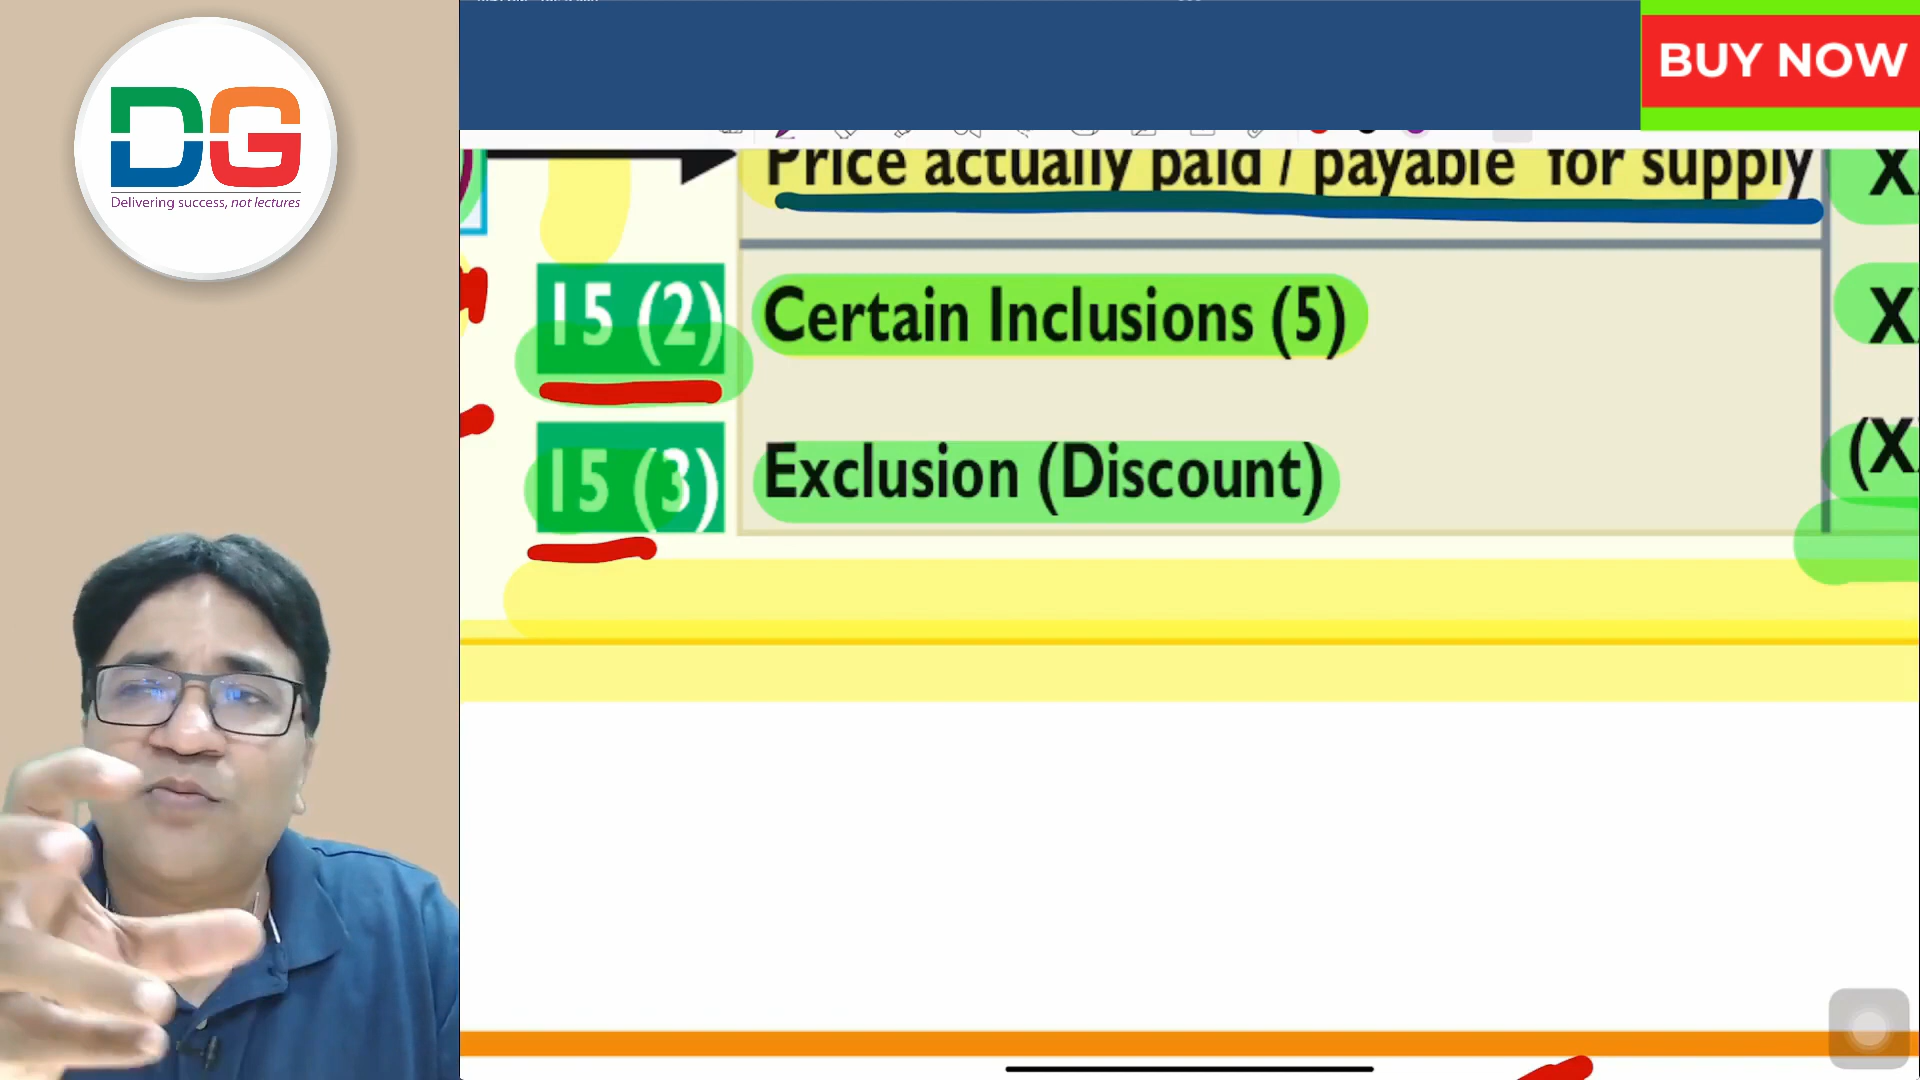 DG
Delivering success, not lectures
BUY NOW
Price actually paid / payable for supply
15 (2) Certain Inclusions (5)
15 (3) Exclusion (Discount)